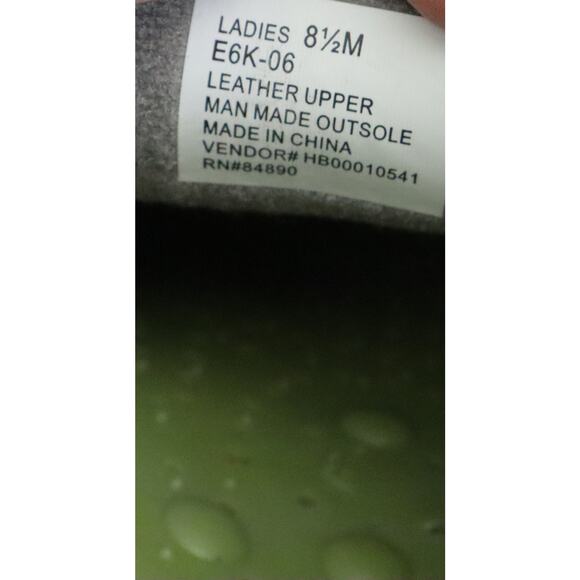 LADIES 8½M
E6K-06
LEATHER UPPER
MAN MADE OUTSOLE
MADE IN CHINA
VENDOR# HB00010541
RN#84890